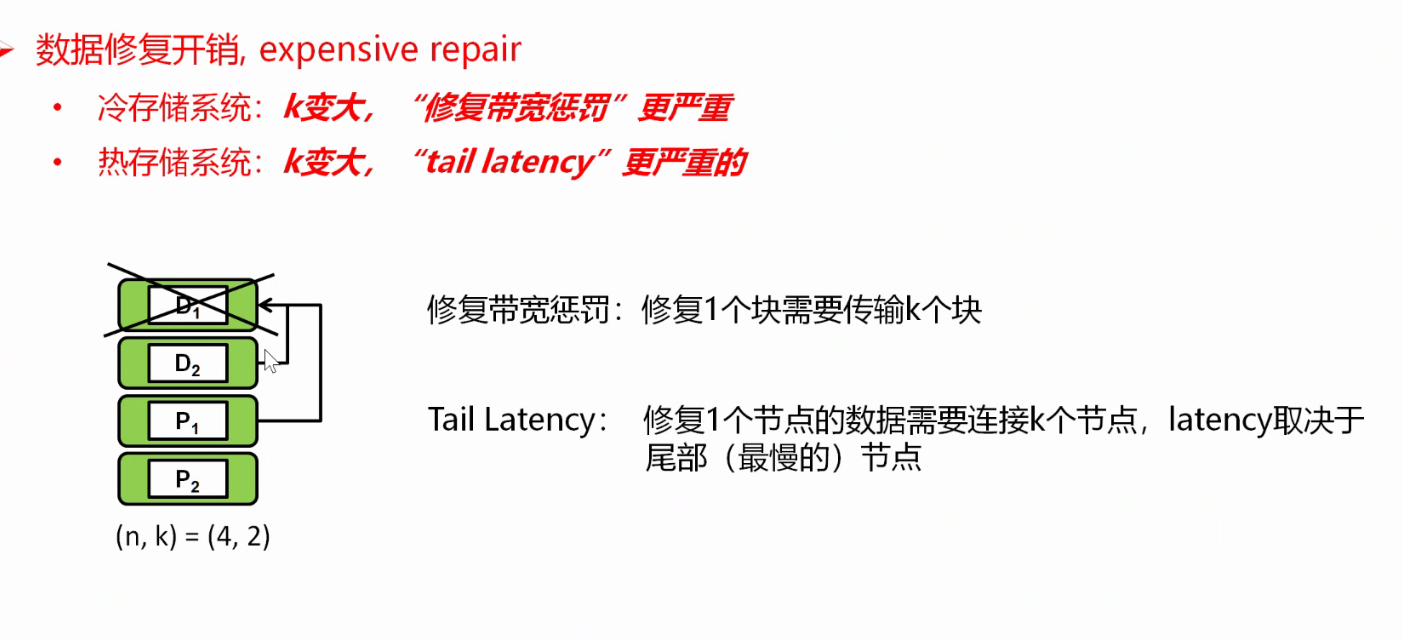 数据修复开销, expensive repair
• 冷存储系统：k变大，“修复带宽惩罚”更严重
• 热存储系统：k变大，“tail latency”更严重的
D1
D2
P1
P2
(n, k) = (4, 2)
修复带宽惩罚：修复1个块需要传输k个块
Tail Latency： 修复1个节点的数据需要连接k个节点，latency取决于
尾部（最慢的）节点